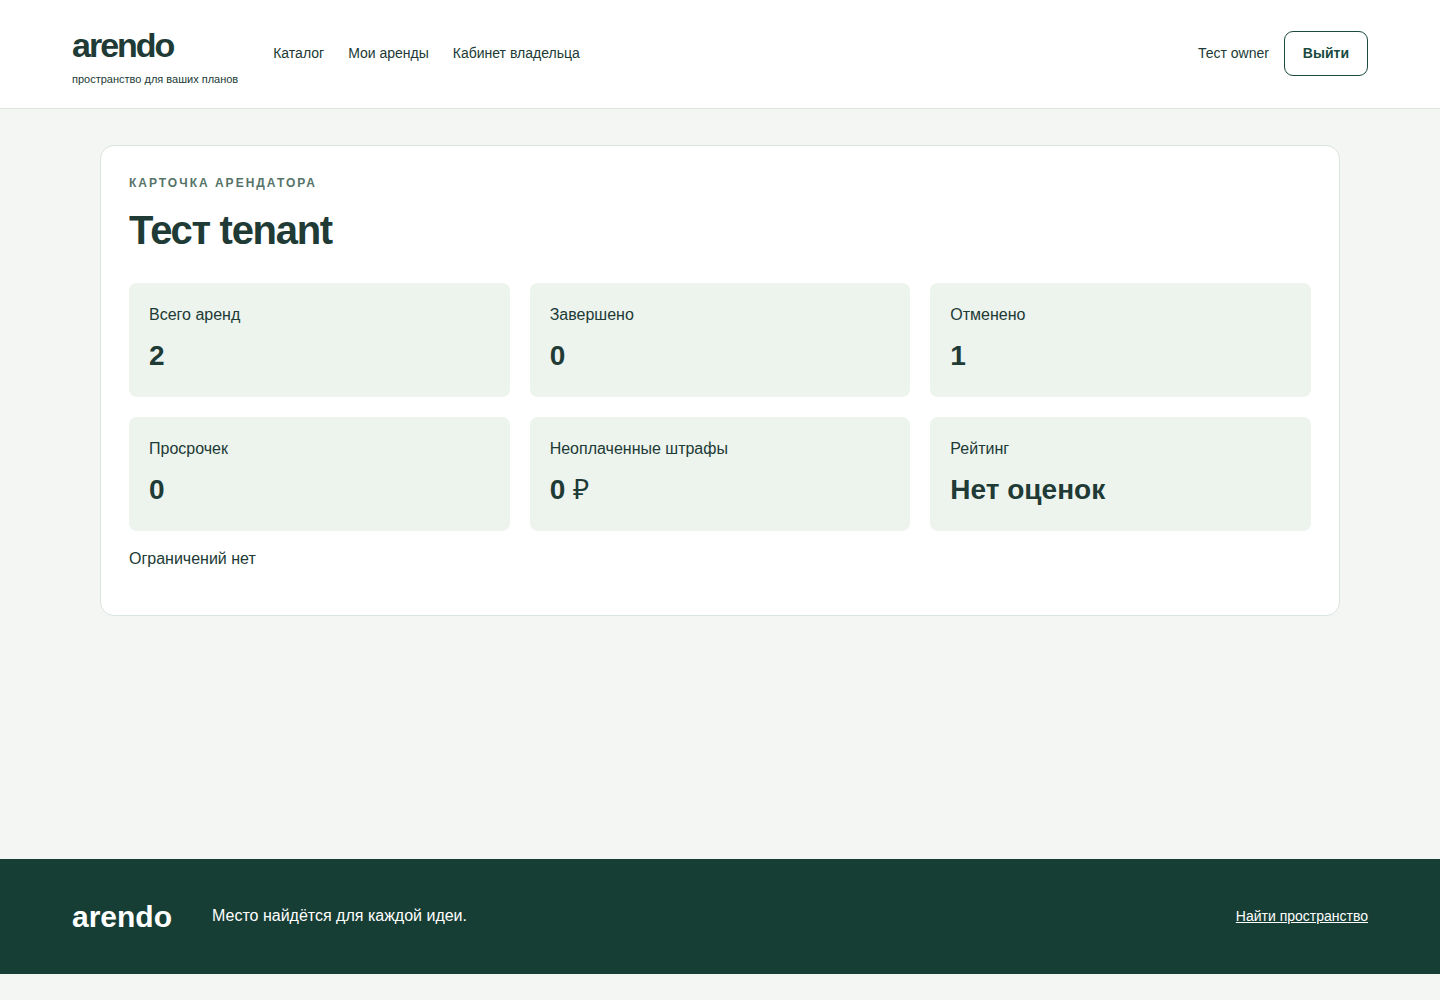 arendo
пространство для ваших планов
Каталог
Мои аренды
Кабинет владельца
Тест owner
Выйти
КАРТОЧКА АРЕНДАТОРА
Тест tenant
Всего аренд
2
Завершено
0
Отменено
1
Просрочек
0
Неоплаченные штрафы
0 ₽
Рейтинг
Нет оценок
Ограничений нет
arendo
Место найдётся для каждой идеи.
Найти пространство